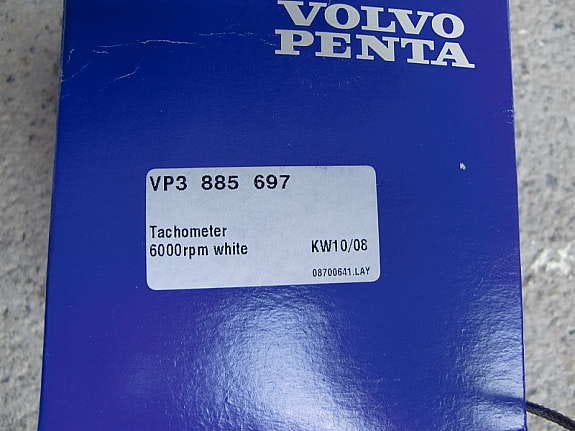 VOLVO
PENTA
VP3 885 697
Tachometer
6000rpm white KW10/08
08700641.LAY